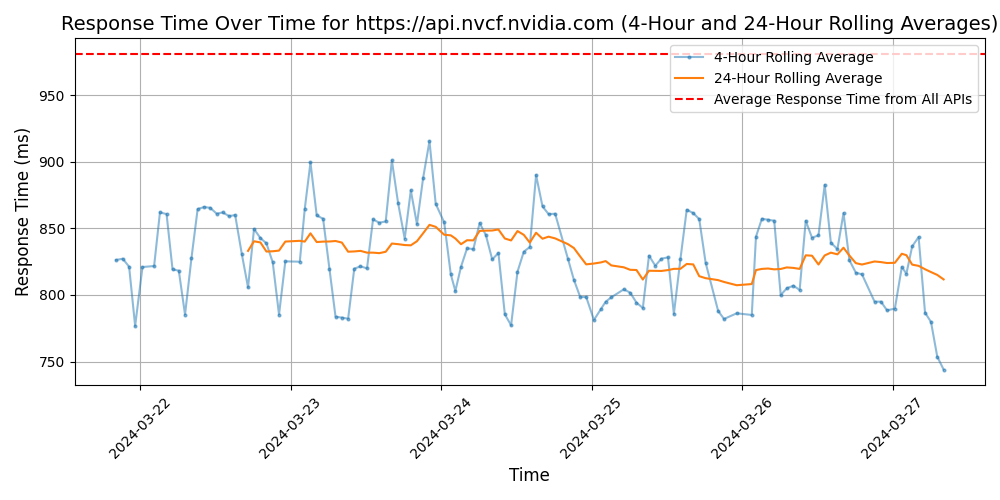 Response Time Over Time for https://api.nvcf.nvidia.com (4-Hour and 24-Hour Rolling Averages)
4-Hour Rolling Average
24-Hour Rolling Average
Average Response Time from All APIs
Response Time (ms)
950
900
850
800
750
2024-03-22
2024-03-23
2024-03-24
2024-03-25
2024-03-26
2024-03-27
Time